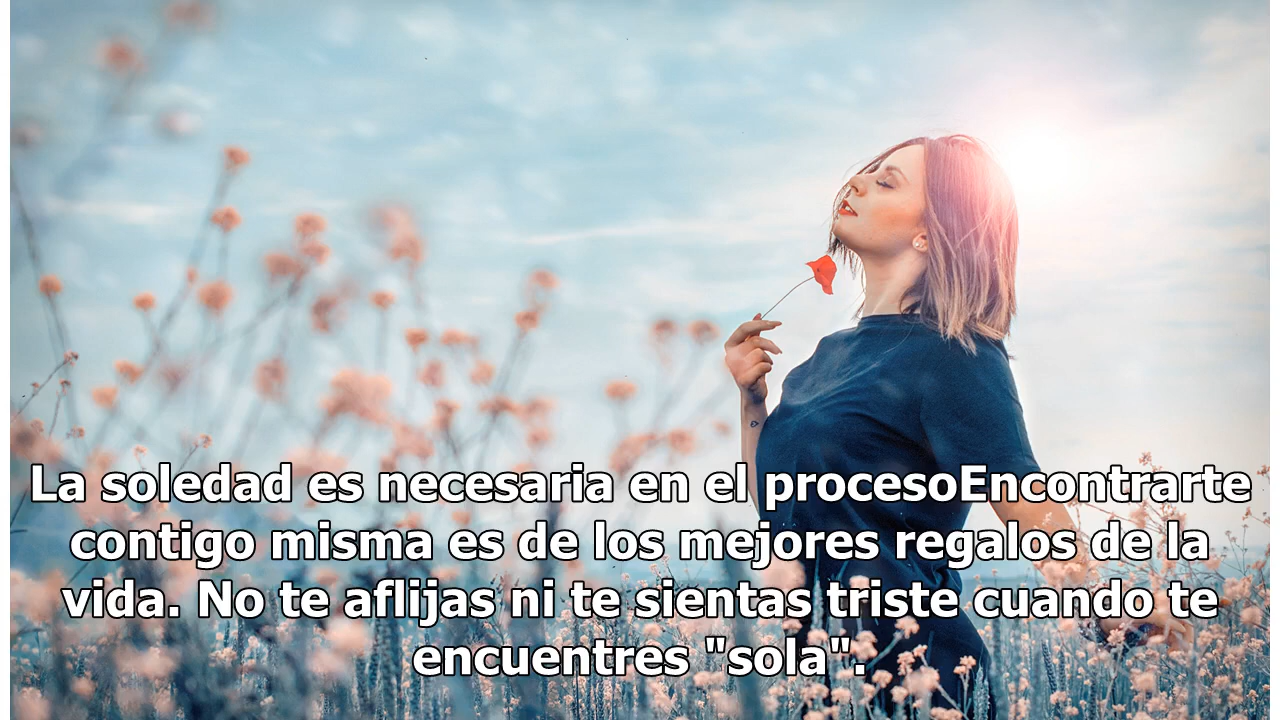 La soledad es necesaria en el procesoEncontrarte
contigo misma es de los mejores regalos de la
vida. No te aflijas ni te sientas triste cuando te
encuentres "sola".